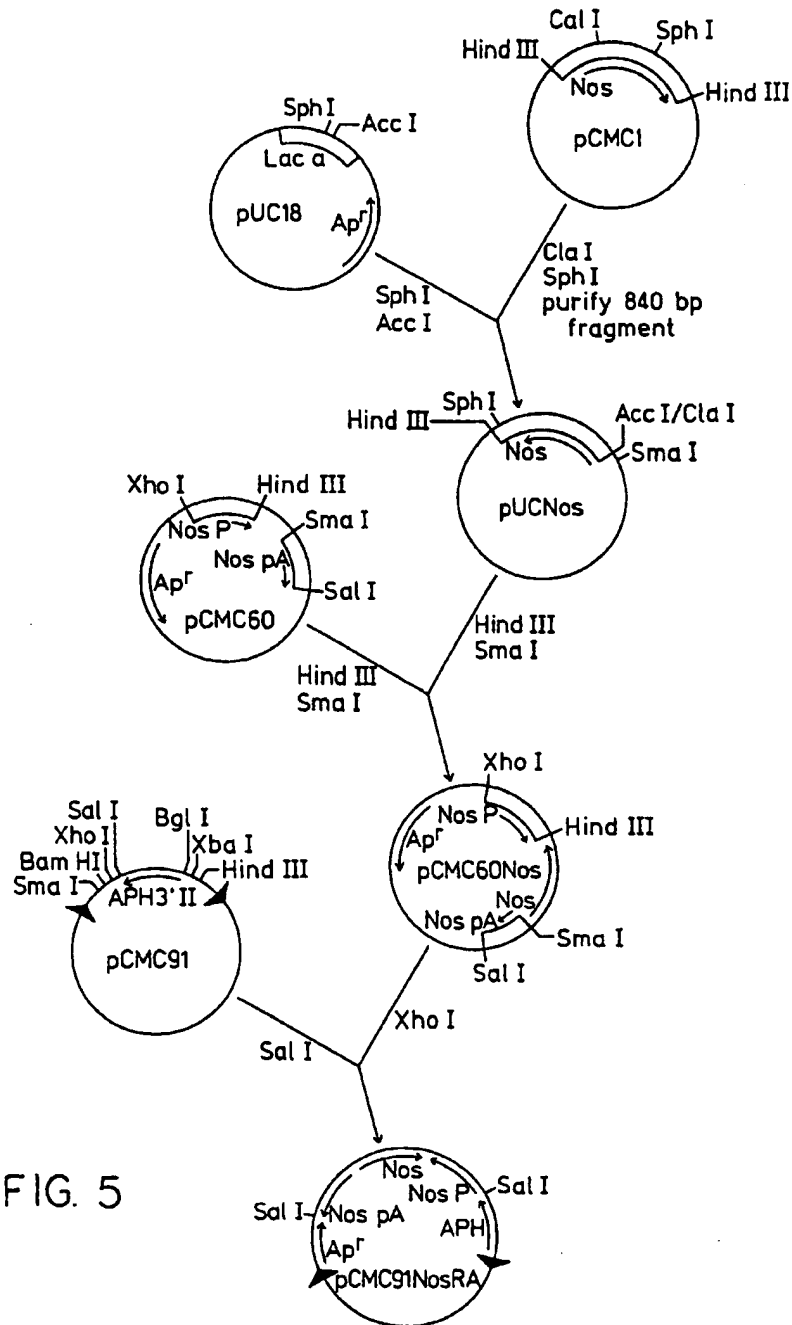 Cal I
Sph I
Hind III
Hind III
Nos
pCMC1
Sph I
Acc I
Lac a
pUC18
Apr
Sph I
Acc I
Cla I
Sph I
purify 840 bp
fragment
Sph I
Hind III
Acc I/Cla I
Sma I
Nos
pUCNos
Xho I
Hind III
Nos P
Sma I
Nos pA
Apr
Sal I
pCMC60
Hind III
Sma I
Hind III
Sma I
Xho I
Nos P
Hind III
Apr
pCMC60Nos
Nos
Nos pA
Sma I
Sal I
Sal I
Xho I
Bam HI
Sma I
Bgl I
Xba I
Hind III
APH3'II
pCMC91
Sal I
Xho I
FIG. 5
Nos
Nos P
Sal I
Sal I
Nos pA
APH
Apr
pCMC91NosRA